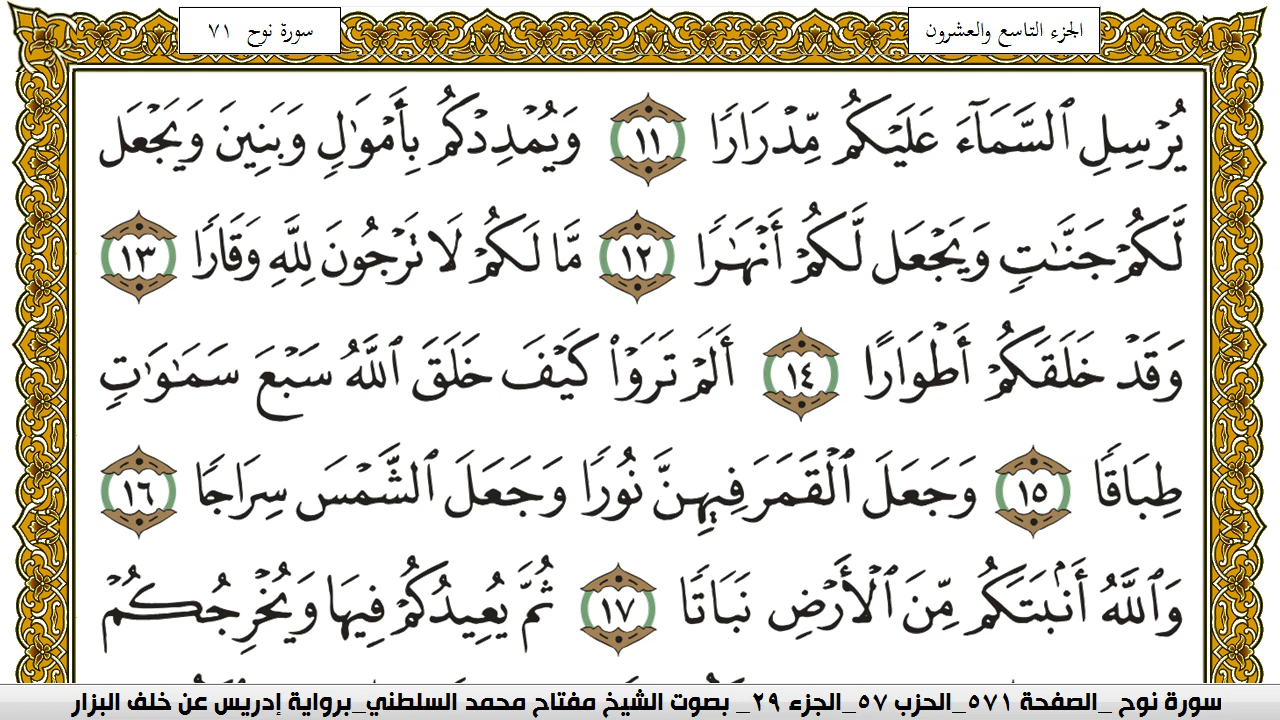 الجزء التاسع والعشرون
سورة نوح ٧١
يُرْسِلِ ٱلسَّمَآءَ عَلَيْكُم مِّدْرَارًا ١١ وَيُمْدِدْكُم بِأَمْوَٰلٍ وَبَنِينَ وَيَجْعَل
لَّكُمْ جَنَّٰتٍ وَيَجْعَل لَّكُمْ أَنْهَٰرًا ١٢ مَّا لَكُمْ لَا تَرْجُونَ لِلَّهِ وَقَارًا ١٣
وَقَدْ خَلَقَكُمْ أَطْوَارًا ١٤ أَلَمْ تَرَوْا۟ كَيْفَ خَلَقَ ٱللَّهُ سَبْعَ سَمَٰوَٰتٍ
طِبَاقًا ١٥ وَجَعَلَ ٱلْقَمَرَ فِيهِنَّ نُورًا وَجَعَلَ ٱلشَّمْسَ سِرَاجًا ١٦
وَٱللَّهُ أَنۢبَتَكُم مِّنَ ٱلْأَرْضِ نَبَاتًا ١٧ ثُمَّ يُعِيدُكُمْ فِيهَا وَيُخْرِجُكُمْ
سورة نوح _الصفحة ٥٧١_الحزب ٥٧_الجزء ٢٩_ بصوت الشيخ مفتاح محمد السلطني_برواية إدريس عن خلف البزار